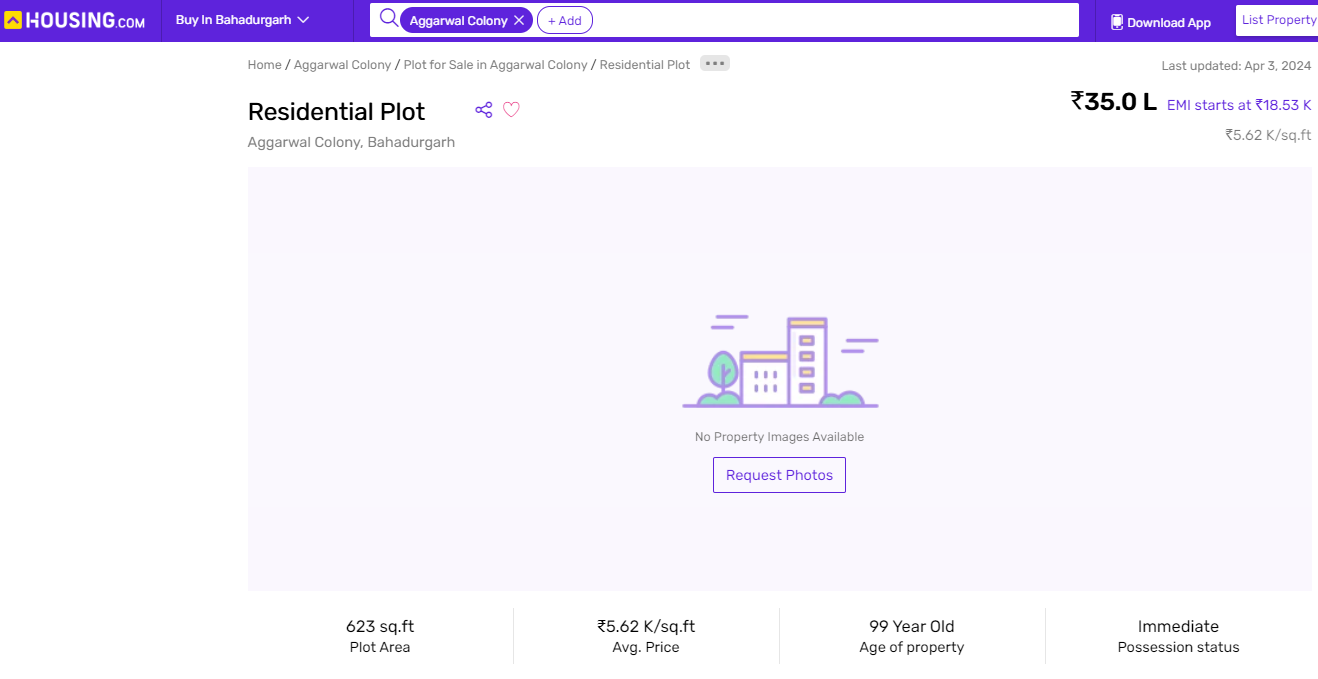 HOUSING.COM
Buy In Bahadurgarh
Aggarwal Colony
+ Add
Download App
List Property
Home / Aggarwal Colony / Plot for Sale in Aggarwal Colony / Residential Plot
Last updated: Apr 3, 2024
Residential Plot
₹35.0 L EMI starts at ₹18.53 K
Aggarwal Colony, Bahadurgarh
₹5.62 K/sq.ft
No Property Images Available
Request Photos
623 sq.ft
Plot Area
₹5.62 K/sq.ft
Avg. Price
99 Year Old
Age of property
Immediate
Possession status